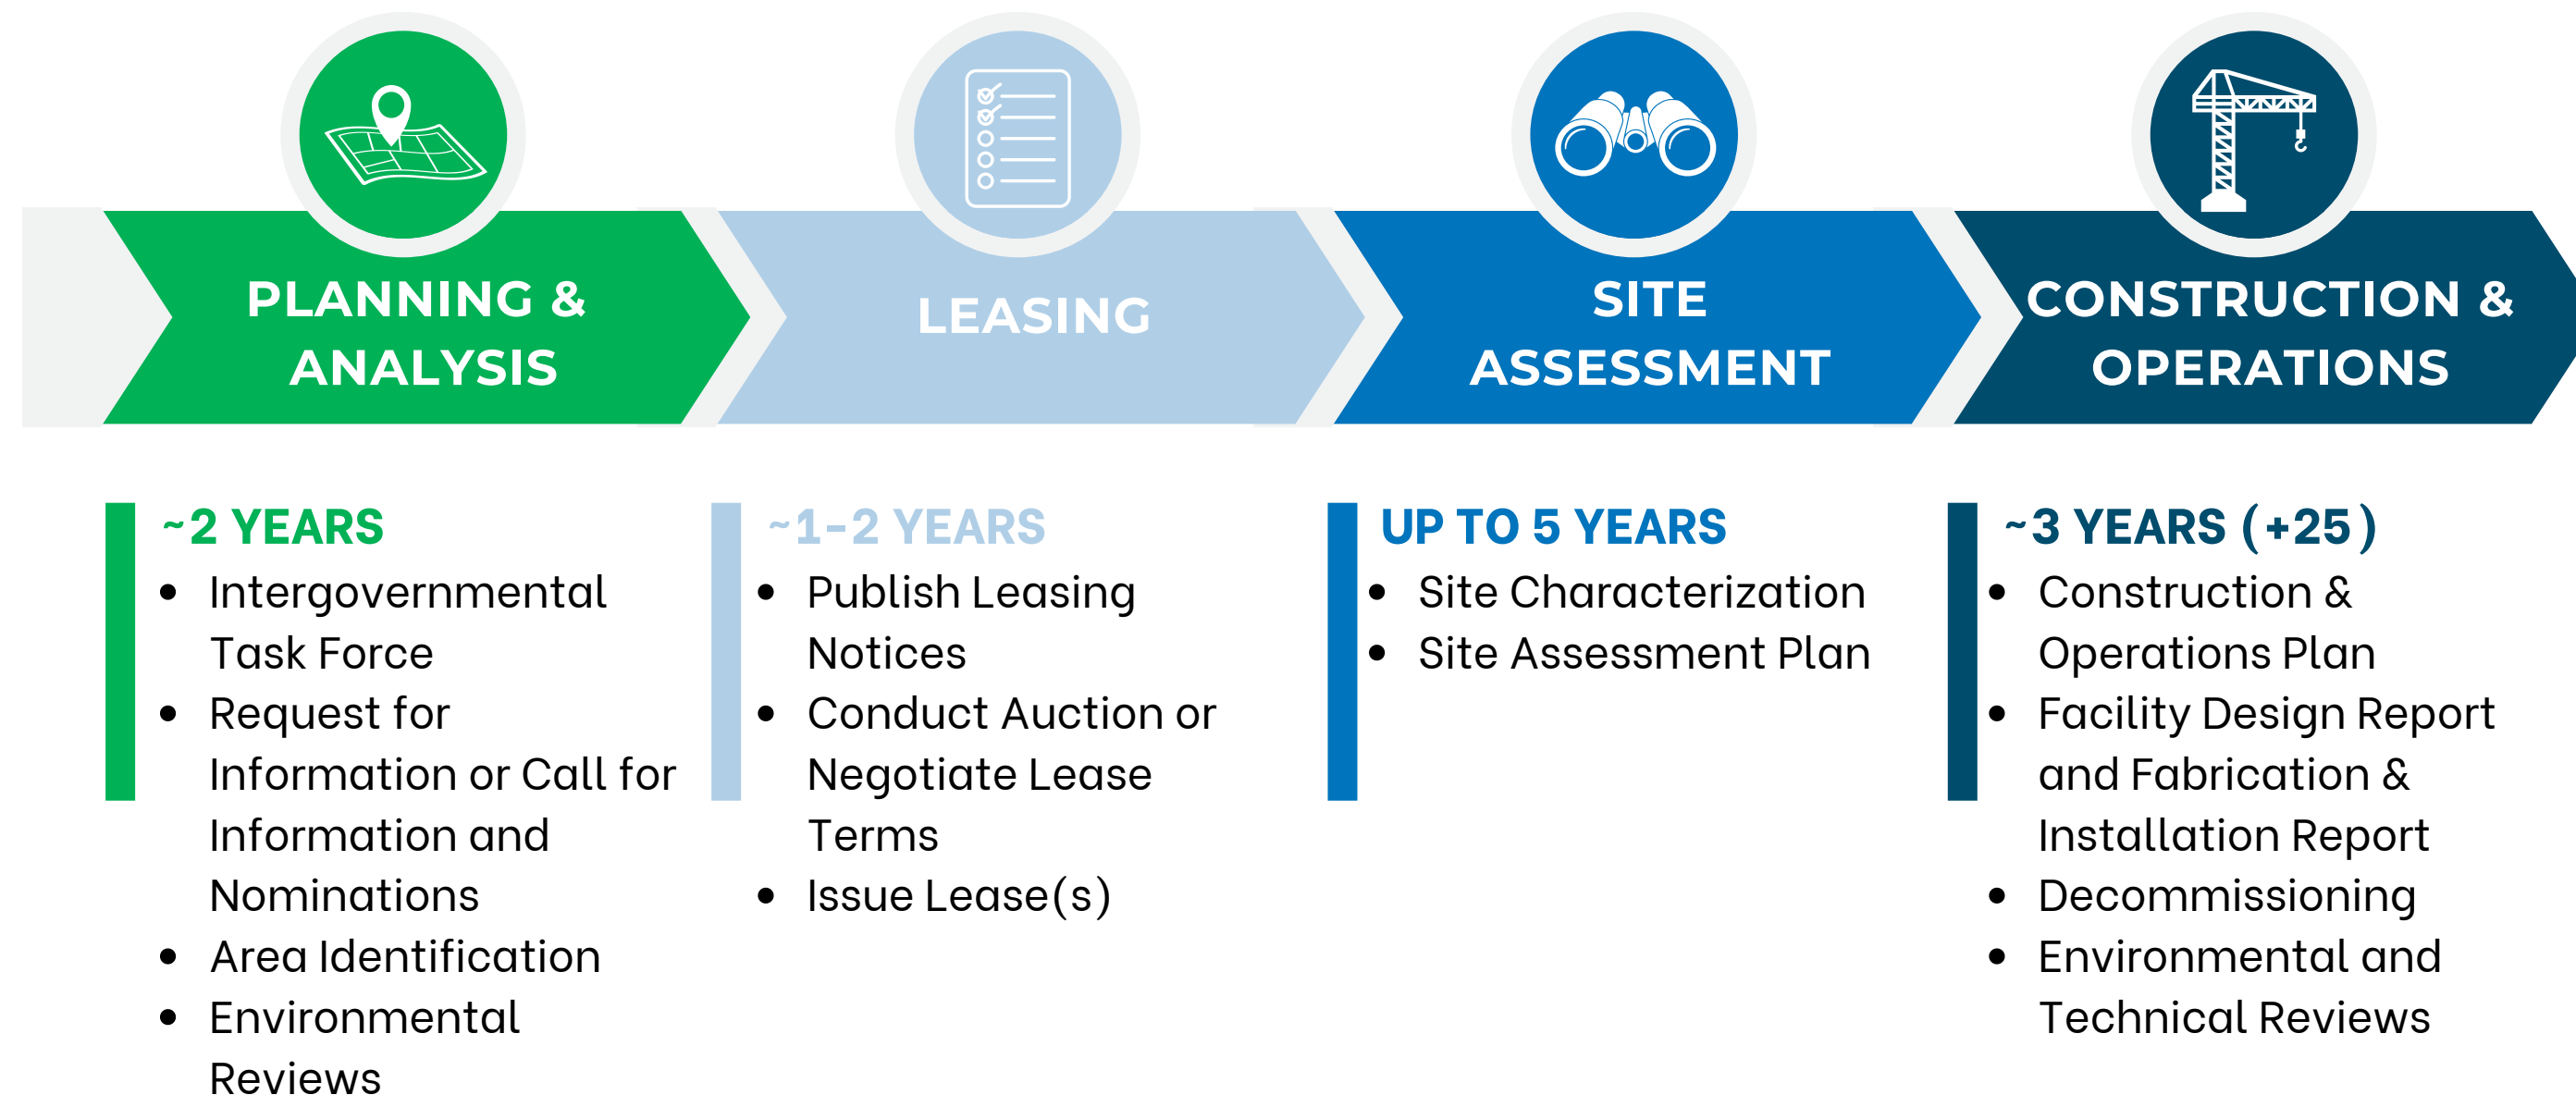 PLANNING &
ANALYSIS
LEASING
SITE
ASSESSMENT
CONSTRUCTION &
OPERATIONS
~2 YEARS
• Intergovernmental
Task Force
• Request for
Information or Call for
Information and
Nominations
• Area Identification
• Environmental
Reviews
~1-2 YEARS
• Publish Leasing
Notices
• Conduct Auction or
Negotiate Lease
Terms
• Issue Lease(s)
UP TO 5 YEARS
• Site Characterization
• Site Assessment Plan
~3 YEARS (+25)
• Construction &
Operations Plan
• Facility Design Report
and Fabrication &
Installation Report
• Decommissioning
• Environmental and
Technical Reviews